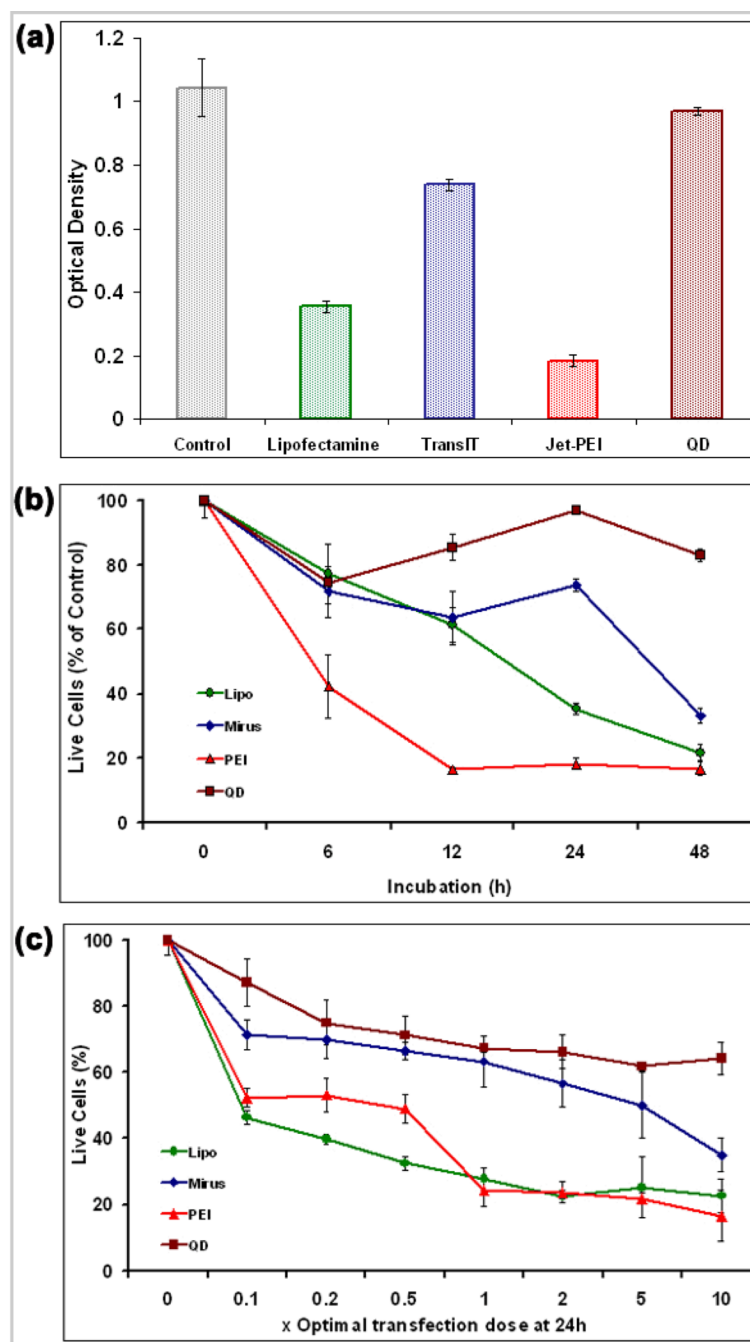 (a)
1.2
1
0.8
0.6
0.4
0.2
0
Optical Density
Control Lipofectamine TransIT Jet-PEI QD
(b)
100
80
60
40
20
0
Live Cells (% of Control)
Lipo
Mirus
PEI
QD
0 6 12 24 48
Incubation (h)
(c)
100
80
60
40
20
0
Live Cells (%)
Lipo
Mirus
PEI
QD
0 0.1 0.2 0.5 1 2 5 10
x Optimal transfection dose at 24h